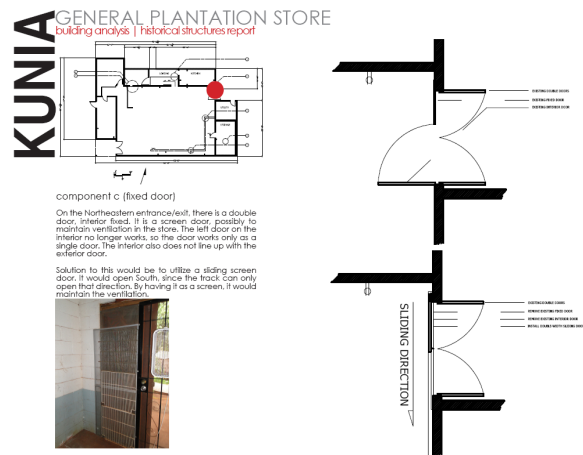 KUNIA
GENERAL PLANTATION STORE
building analysis | historical structures report
component c (fixed door)
On the Northeastern entrance/exit, there is a double
door, interior fixed. It is a screen door, possibly to
maintain ventilation in the store. The left door on the
interior no longer works, so the door works only as a
single door. The interior also does not line up with the
exterior door.
Solution to this would be to utilize a sliding screen
door. It would open South, since the track can only
open that direction. By having it as a screen, it would
maintain the ventilation.
EXISTING DOUBLE DOORS
EXISTING FIXED DOOR
EXISTING INTERIOR DOOR
SLIDING DIRECTION
EXISTING DOUBLE DOORS
REMOVE EXISTING FIXED DOOR
REMOVE EXISTING INTERIOR DOOR
INSTALL DOUBLE-WIDTH SLIDING DOOR